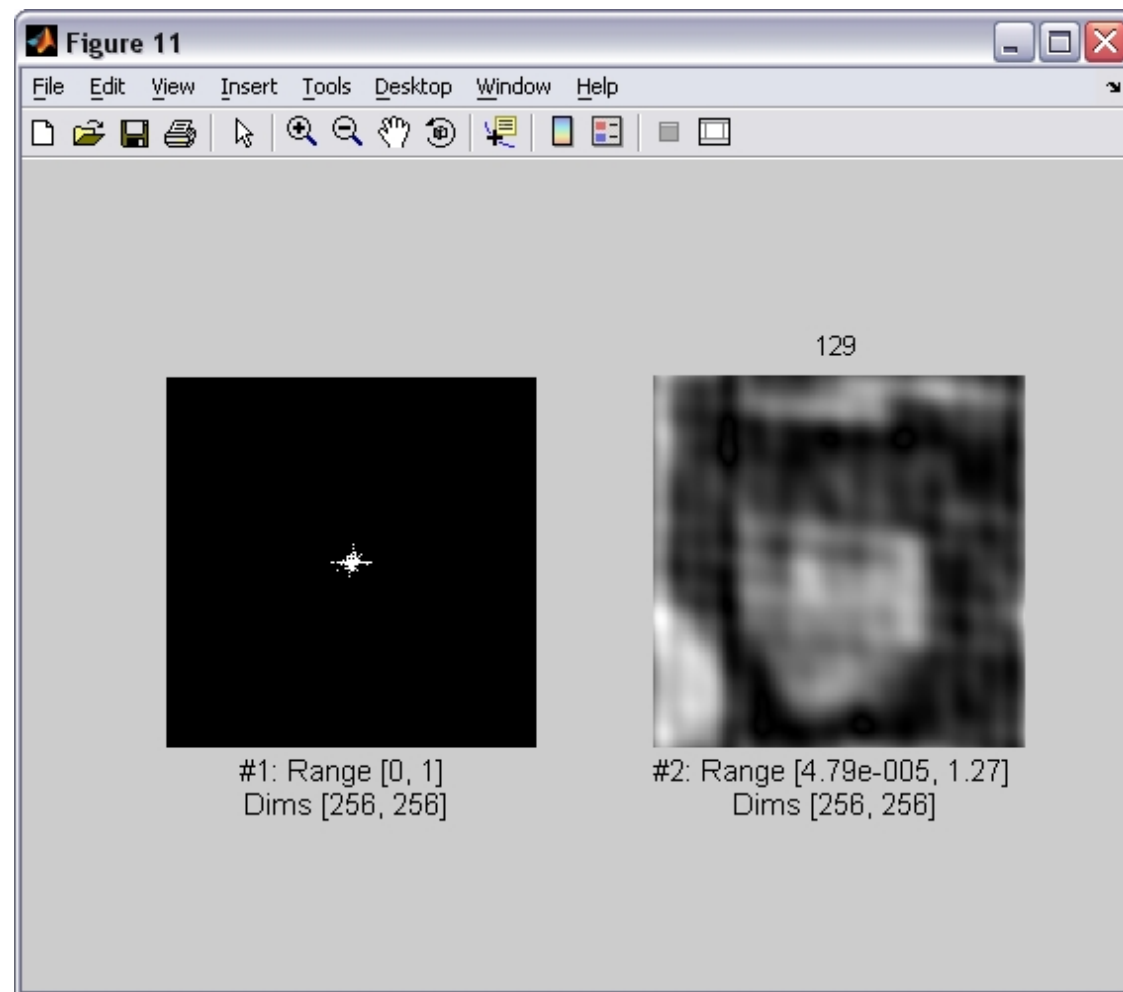 Figure 11
File Edit View Insert Tools Desktop Window Help
129
#1: Range [0, 1]
Dims [256, 256]
#2: Range [4.79e-005, 1.27]
Dims [256, 256]